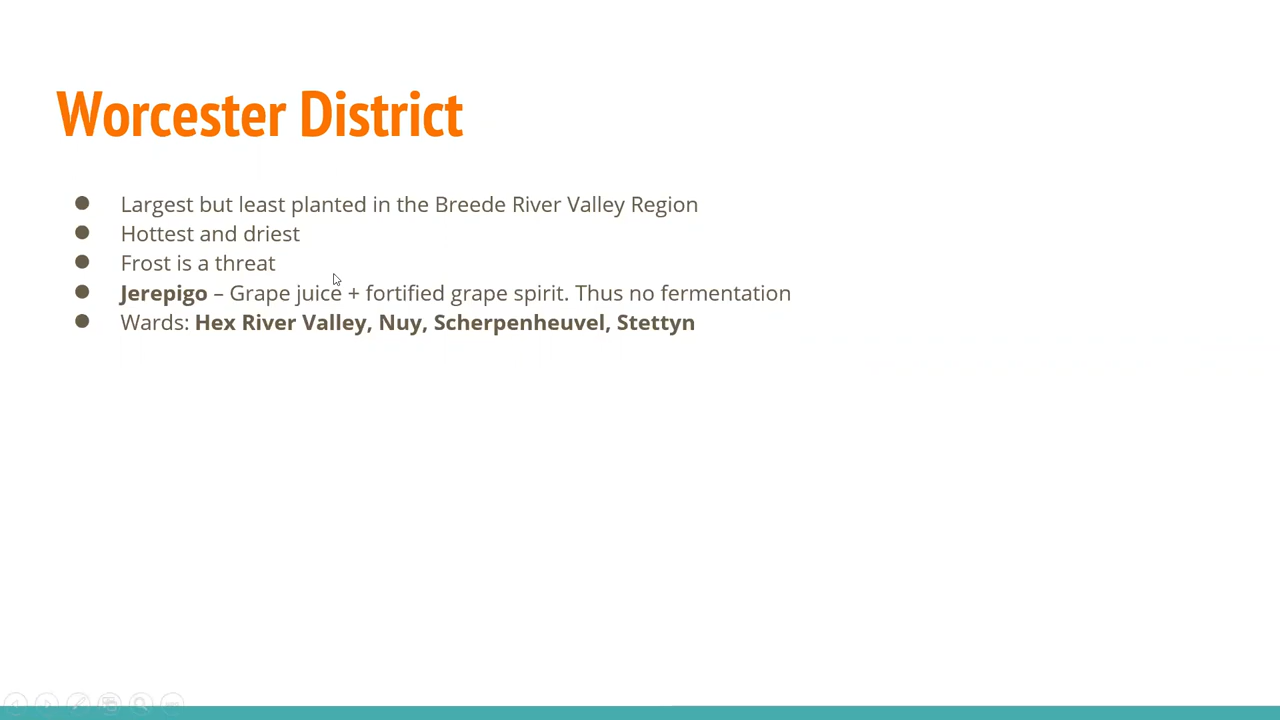 Worcester District
● Largest but least planted in the Breede River Valley Region
● Hottest and driest
● Frost is a threat
● Jerepigo – Grape juice + fortified grape spirit. Thus no fermentation
● Wards: Hex River Valley, Nuy, Scherpenheuvel, Stettyn